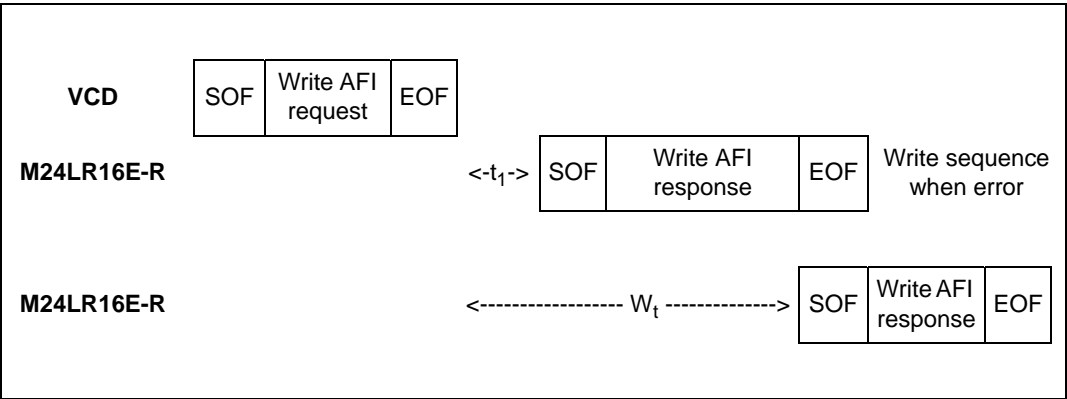 VCD SOF Write AFI request EOF
M24LR16E-R <-t1-> SOF Write AFI response EOF Write sequence when error
M24LR16E-R <------------------- Wt --------------> SOF Write AFI response EOF